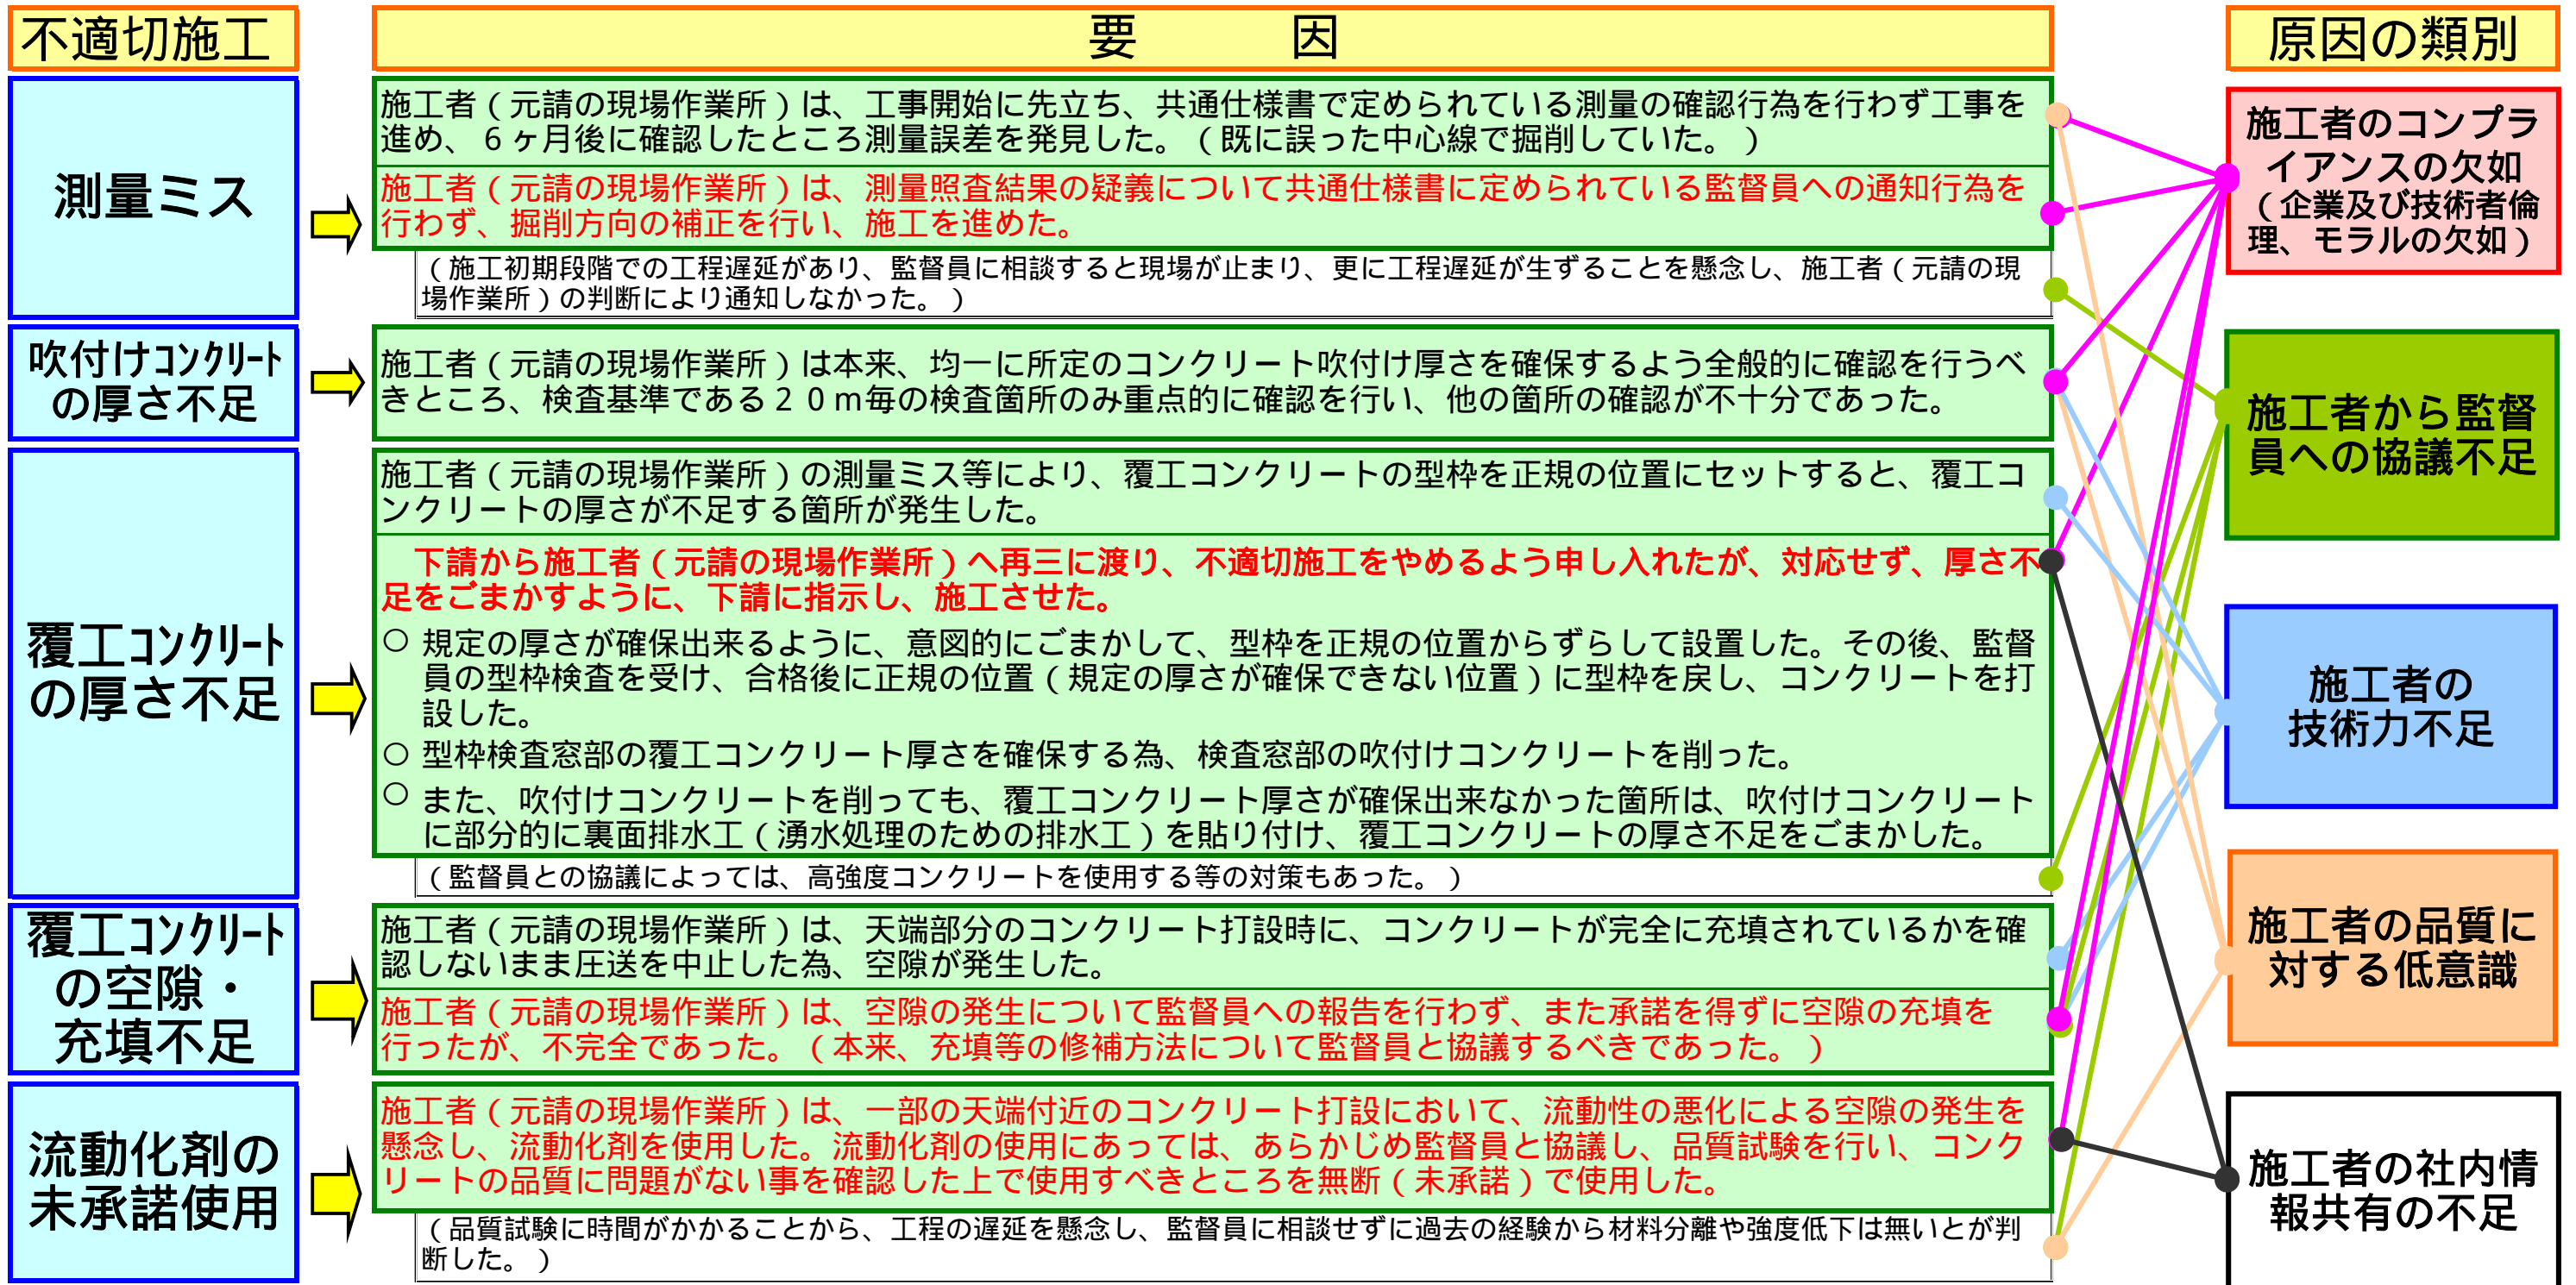 不適切施工
要　　因
原因の類別
測量ミス
施工者（元請の現場作業所）は、工事開始に先立ち、共通仕様書で定められている測量の確認行為を行わず工事を
進め、６ヶ月後に確認したところ測量誤差を発見した。（既に誤った中心線で掘削していた。）
施工者（元請の現場作業所）は、測量照査結果の疑義について共通仕様書に定められている監督員への通知行為を
行わず、掘削方向の補正を行い、施工を進めた。
（施工初期段階での工程遅延があり、監督員に相談すると現場が止まり、更に工程遅延が生ずることを懸念し、施工者（元請の現
場作業所）の判断により通知しなかった。）
吹付けｺﾝｸﾘｰﾄ
の厚さ不足
施工者（元請の現場作業所）は本来、均一に所定のコンクリート吹付け厚さを確保するよう全般的に確認を行うべ
きところ、検査基準である２０ｍ毎の検査箇所のみ重点的に確認を行い、他の箇所の確認が不十分であった。
覆工ｺﾝｸﾘｰﾄ
の厚さ不足
施工者（元請の現場作業所）の測量ミス等により、覆工コンクリートの型枠を正規の位置にセットすると、覆工コ
ンクリートの厚さが不足する箇所が発生した。
下請から施工者（元請の現場作業所）へ再三に渡り、不適切施工をやめるよう申し入れたが、対応せず、厚さ不
足をごまかすように、下請に指示し、施工させた。
○ 規定の厚さが確保出来るように、意図的にごまかして、型枠を正規の位置からずらして設置した。その後、監督
員の型枠検査を受け、合格後に正規の位置（規定の厚さが確保できない位置）に型枠を戻し、コンクリートを打
設した。
○ 型枠検査窓部の覆工コンクリート厚さを確保する為、検査窓部の吹付けコンクリートを削った。
○ また、吹付けコンクリートを削っても、覆工コンクリート厚さが確保出来なかった箇所は、吹付けコンクリート
に部分的に裏面排水工（湧水処理のための排水工）を貼り付け、覆工コンクリートの厚さ不足をごまかした。
（監督員との協議によっては、高強度コンクリートを使用する等の対策もあった。）
覆工ｺﾝｸﾘｰﾄ
の空隙・
充填不足
施工者（元請の現場作業所）は、天端部分のコンクリート打設時に、コンクリートが完全に充填されているかを確
認しないまま圧送を中止した為、空隙が発生した。
施工者（元請の現場作業所）は、空隙の発生について監督員への報告を行わず、また承諾を得ずに空隙の充填を
行ったが、不完全であった。（本来、充填等の修補方法について監督員と協議するべきであった。）
流動化剤の
未承諾使用
施工者（元請の現場作業所）は、一部の天端付近のコンクリート打設において、流動性の悪化による空隙の発生を
懸念し、流動化剤を使用した。流動化剤の使用にあっては、あらかじめ監督員と協議し、品質試験を行い、コンク
リートの品質に問題がない事を確認した上で使用すべきところを無断（未承諾）で使用した。
（品質試験に時間がかかることから、工程の遅延を懸念し、監督員に相談せずに過去の経験から材料分離や強度低下は無いとが判
断した。）
施工者のコンプラ
イアンスの欠如
（企業及び技術者倫
理、モラルの欠如）
施工者から監督
員への協議不足
施工者の
技術力不足
施工者の品質に
対する低意識
施工者の社内情
報共有の不足